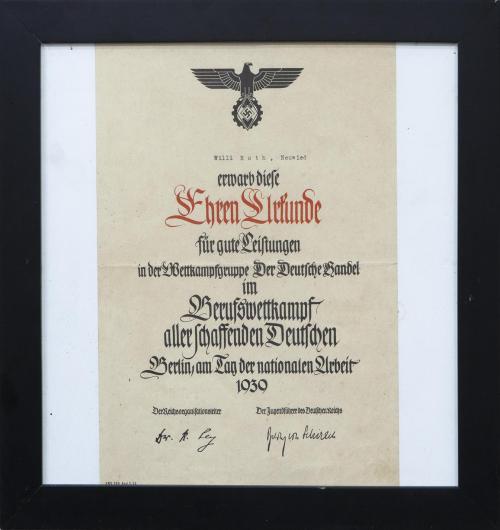 Willi Roth, Neuwied
erwarb diese
Ehren Urkunde
für gute Leistungen
in der Wettkampfgruppe Der Deutsche Handel
im
Berufswettkampf
aller schaffenden Deutschen
Berlin, am Tag der nationalen Arbeit
1939
Der Reichsorganisationsleiter Der Jugendführer des Deutschen Reichs
Dr. R. Ley